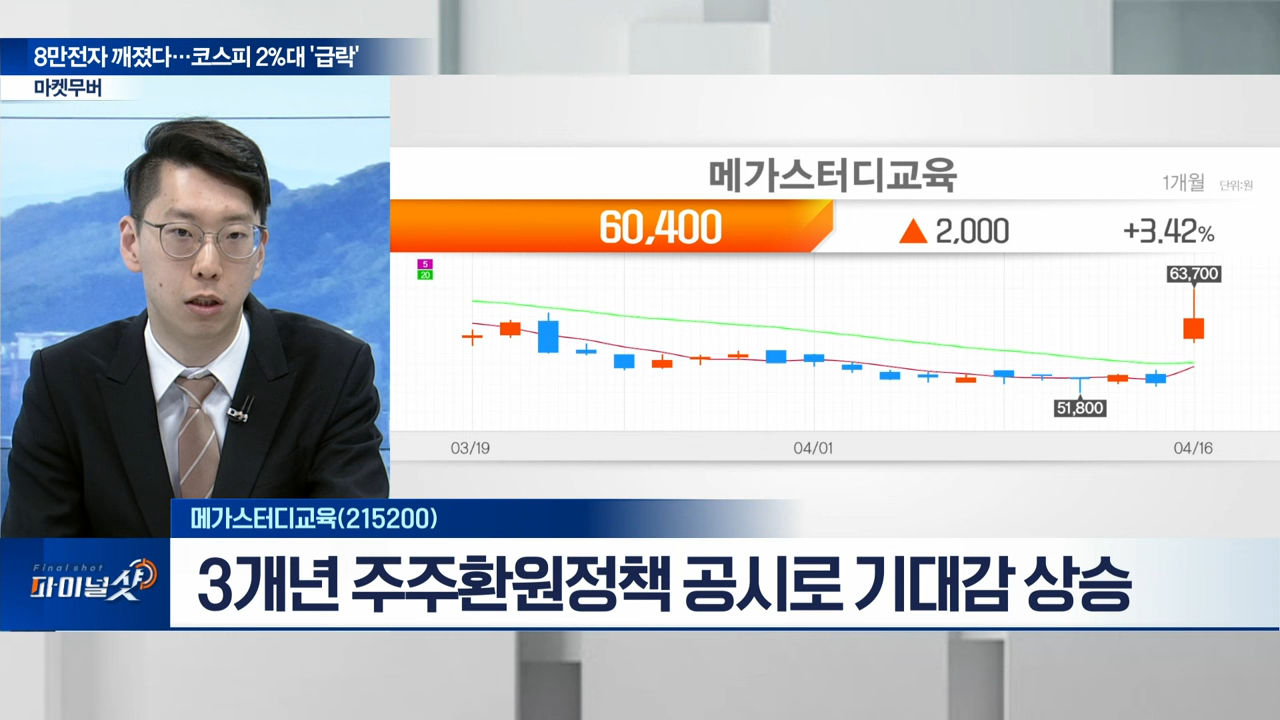 8만전자 깨졌다…코스피 2%대 '급락'
마켓무버
메가스터디교육
1개월 단위:원
60,400 ▲ 2,000 +3.42%
5
20
63,700
51,800
03/19 04/01 04/16
메가스터디교육(215200)
Final shot
파이널샷
3개년 주주환원정책 공시로 기대감 상승